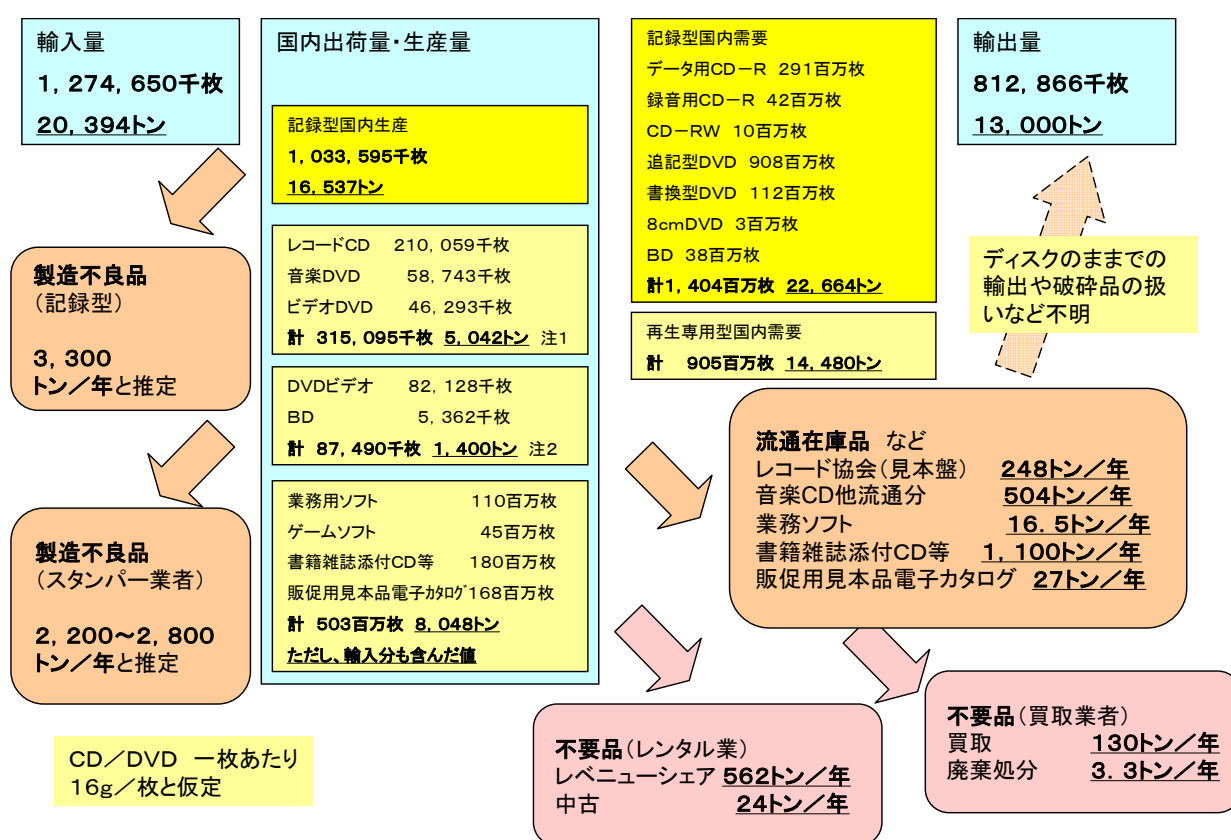 輸入量
1,274,650千枚
20,394トン
国内出荷量・生産量
記録型国内生産
1,033,595千枚
16,537トン
レコードCD 210,059千枚
音楽DVD 58,743千枚
ビデオDVD 46,293千枚
計 315,095千枚 5,042トン 注1
DVDビデオ 82,128千枚
BD 5,362千枚
計 87,490千枚 1,400トン 注2
業務用ソフト 110百万枚
ゲームソフト 45百万枚
書籍雑誌添付CD等 180百万枚
販促用見本品電子カタログ168百万枚
計 503百万枚 8,048トン
ただし、輸入分も含んだ値
記録型国内需要
データ用CD-R 291百万枚
録音用CD-R 42百万枚
CD-RW 10百万枚
追記型DVD 908百万枚
書換型DVD 112百万枚
8cmDVD 3百万枚
BD 38百万枚
計1,404百万枚 22,664トン
再生専用型国内需要
計 905百万枚 14,480トン
輸出量
812,866千枚
13,000トン
ディスクのままでの
輸出や破砕品の扱
いなど不明
製造不良品
(記録型)
3,300
トン/年と推定
製造不良品
(スタンパー業者)
2,200~2,800
トン/年と推定
流通在庫品 など
レコード協会(見本盤) 248トン/年
音楽CD他流通分 504トン/年
業務ソフト 16.5トン/年
書籍雑誌添付CD等 1,100トン/年
販促用見本品電子カタログ 27トン/年
不要品(レンタル業)
レベニューシェア 562トン/年
中古 24トン/年
不要品(買取業者)
買取 130トン/年
廃棄処分 3.3トン/年
CD/DVD 一枚あたり
16g/枚と仮定